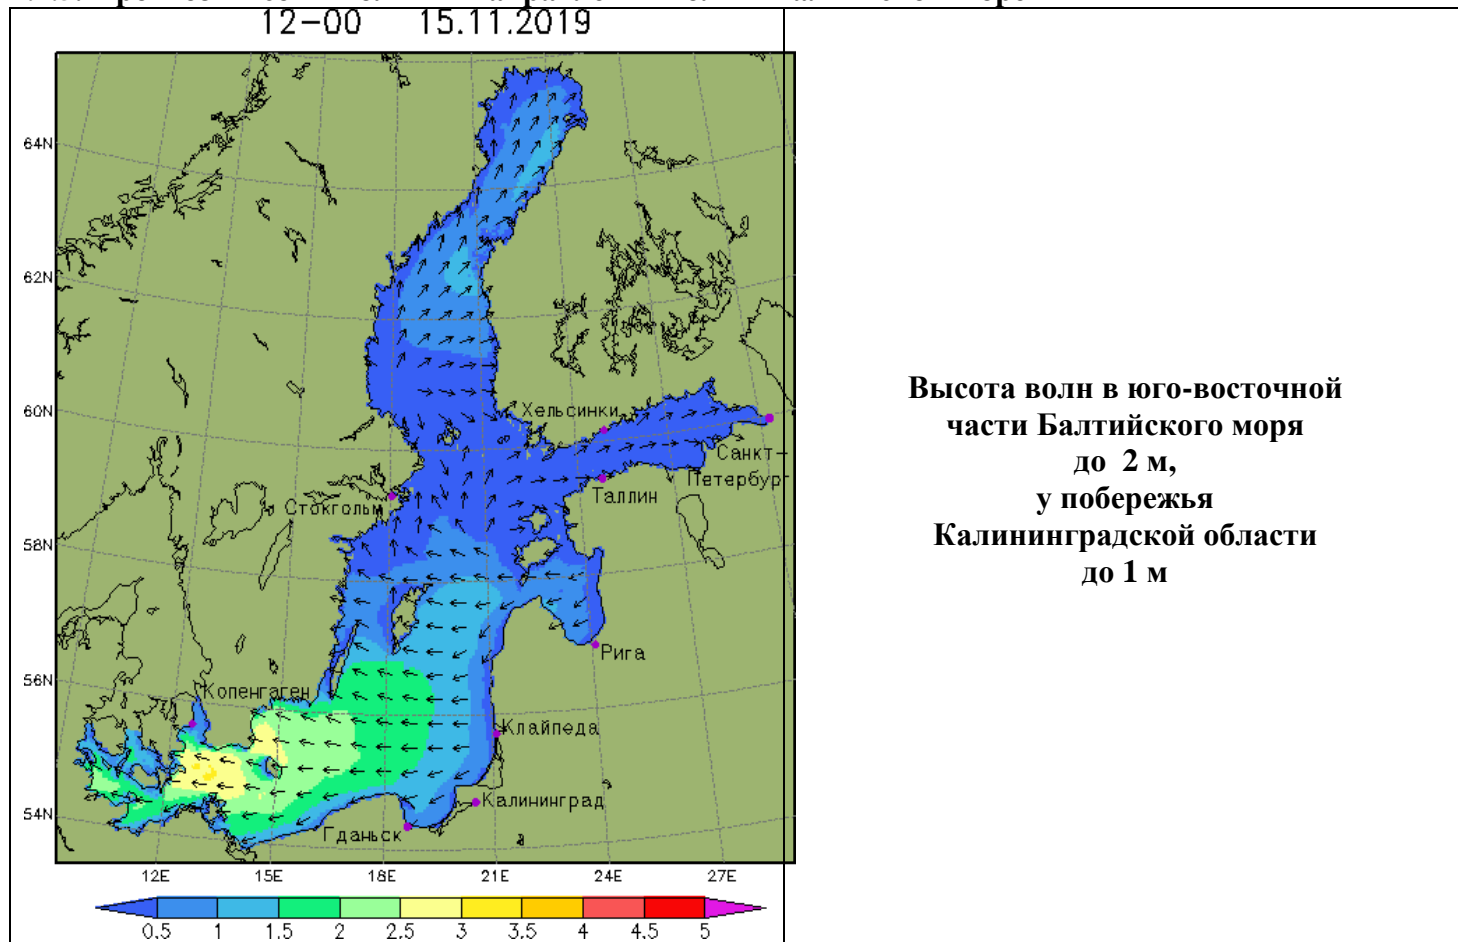 12-00 15.11.2019
64N
62N
60N
58N
56N
54N
Хельсинки
Санкт-
Петербург
Таллин
Стокгольм
Рига
Копенгаген
Клайпеда
Калининград
Гданьск
12E 15E 18E 21E 24E 27E
0.5 1 1.5 2 2.5 3 3.5 4 4.5 5
Высота волн в юго-восточной
части Балтийского моря
до 2 м,
у побережья
Калининградской области
до 1 м